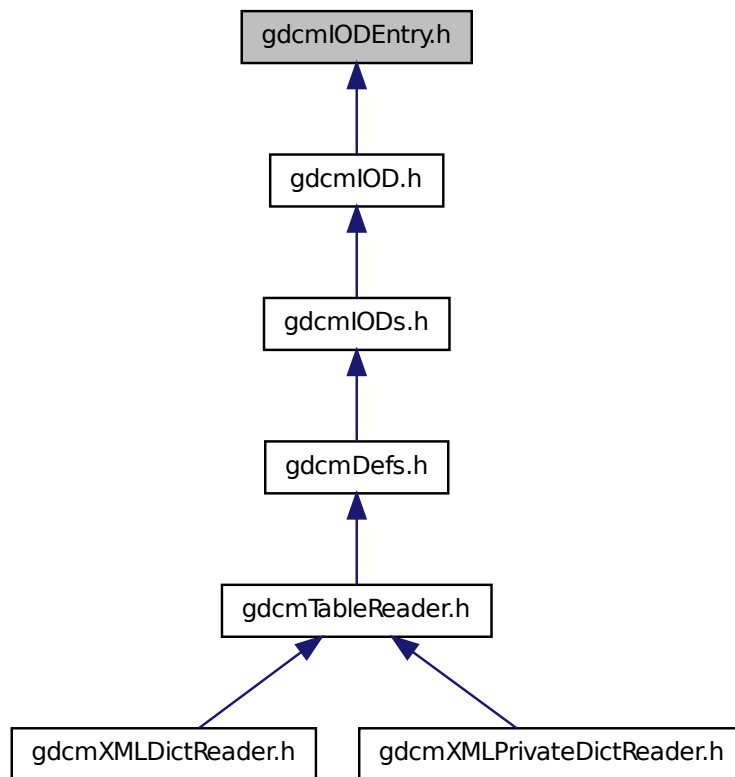 gdcmIODEntry.h
gdcmIOD.h
gdcmIODs.h
gdcmDefs.h
gdcmTableReader.h
gdcmXMLDictReader.h
gdcmXMLPrivateDictReader.h